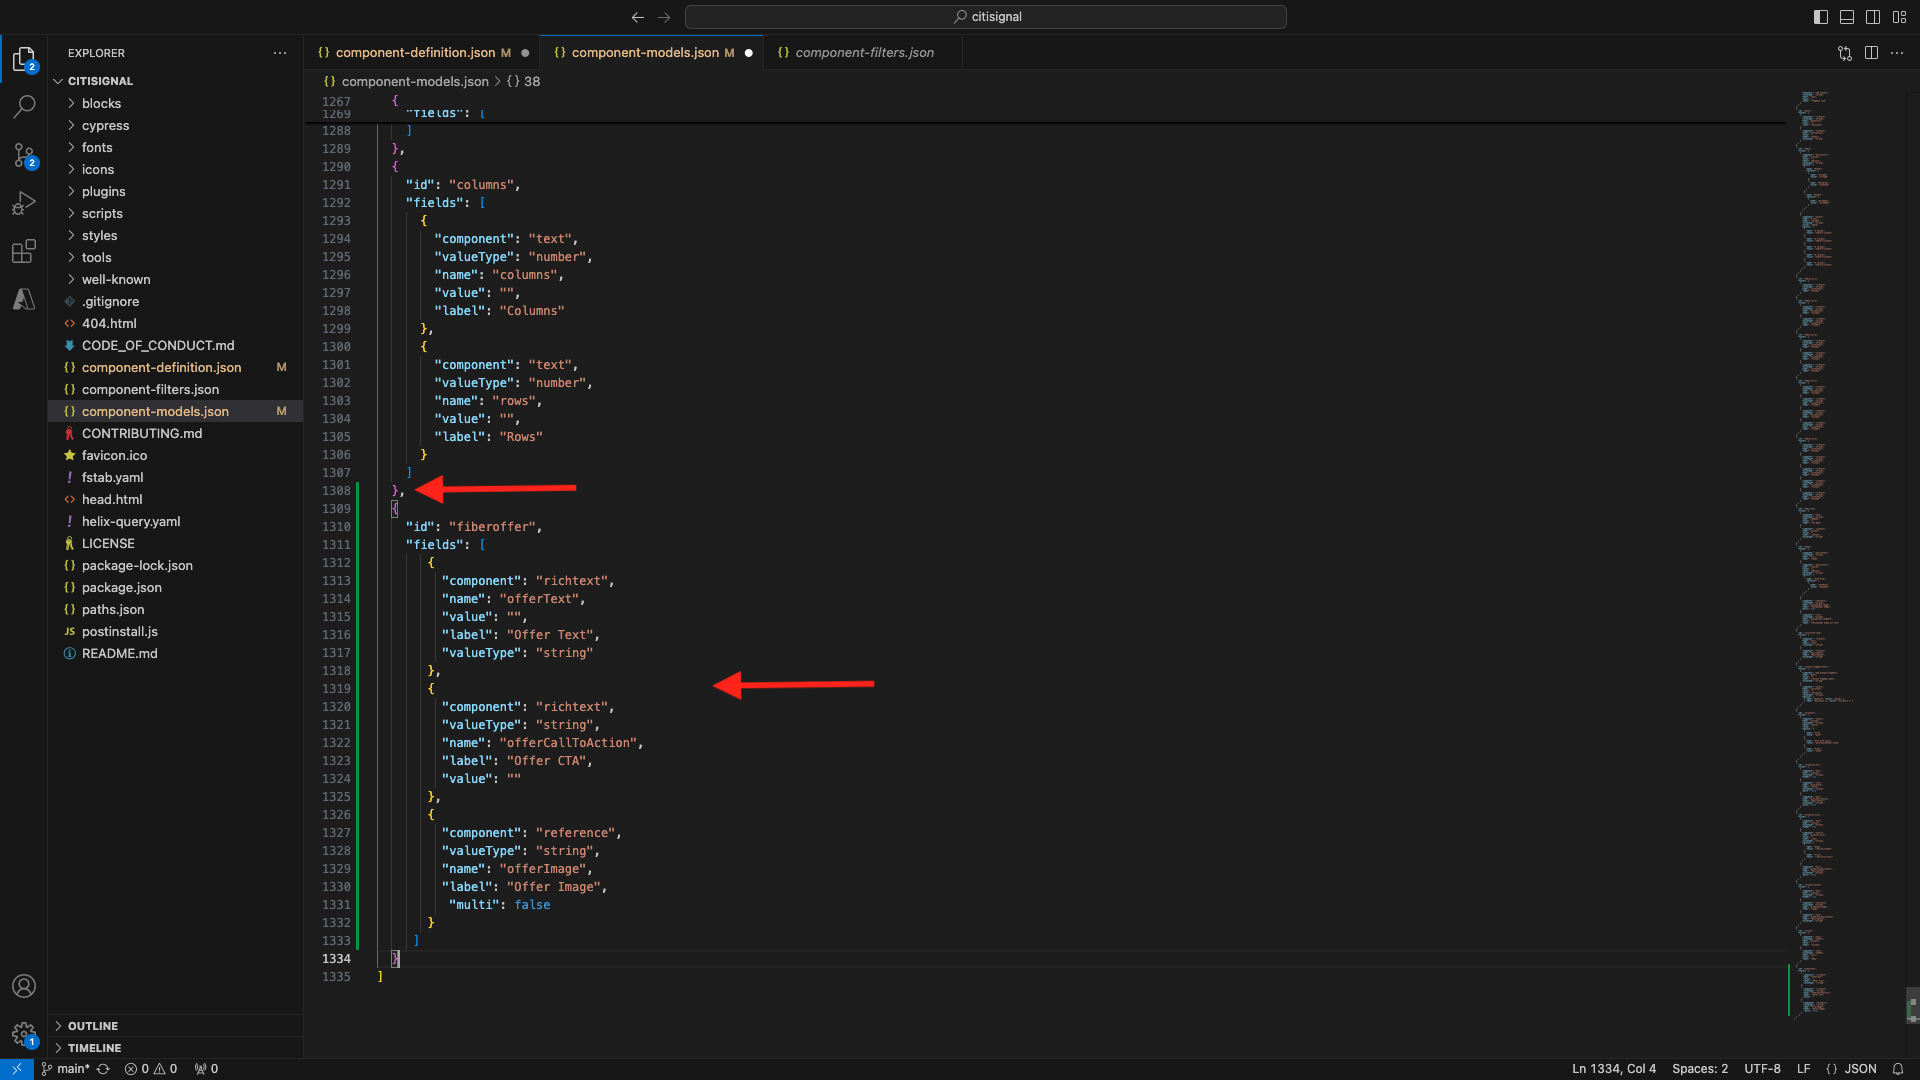 citisignal
EXPLORER
component-definition.json M
component-models.json M
component-filters.json
CITISIGNAL
component-models.json > {} 38
blocks
cypress
fonts
icons
plugins
scripts
styles
tools
well-known
.gitignore
404.html
CODE_OF_CONDUCT.md
component-definition.json M
component-filters.json
component-models.json M
CONTRIBUTING.md
favicon.ico
fstab.yaml
head.html
helix-query.yaml
LICENSE
package-lock.json
package.json
paths.json
postinstall.js
README.md
OUTLINE
TIMELINE
1267 {
1269 "fields": [
1288 ]
1289 },
1290 {
1291 "id": "columns",
1292 "fields": [
1293 {
1294 "component": "text",
1295 "valueType": "number",
1296 "name": "columns",
1297 "value": "",
1298 "label": "Columns"
1299 },
1300 {
1301 "component": "text",
1302 "valueType": "number",
1303 "name": "rows",
1304 "value": "",
1305 "label": "Rows"
1306 }
1307 ]
1308 },
1309 {
1310 "id": "fiberoffer",
1311 "fields": [
1312 {
1313 "component": "richtext",
1314 "name": "offerText",
1315 "value": "",
1316 "label": "Offer Text",
1317 "valueType": "string"
1318 },
1319 {
1320 "component": "richtext",
1321 "valueType": "string",
1322 "name": "offerCallToAction",
1323 "label": "Offer CTA",
1324 "value": ""
1325 },
1326 {
1327 "component": "reference",
1328 "valueType": "string",
1329 "name": "offerImage",
1330 "label": "Offer Image",
1331 "multi": false
1332 }
1333 ]
1334 }
1335 ]
2
2
1
main* 0 0 0
Ln 1334, Col 4 Spaces: 2 UTF-8 LF {} JSON